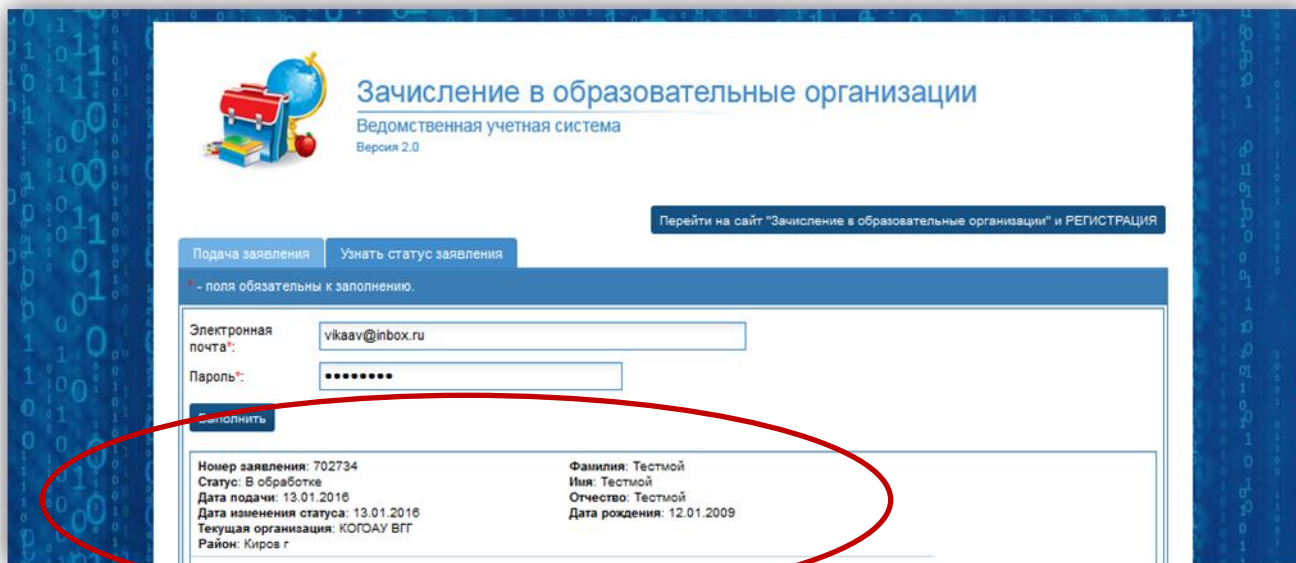 Зачисление в образовательные организации
Ведомственная учетная система
Версия 2.0
Перейти на сайт "Зачисление в образовательные организации" и РЕГИСТРАЦИЯ
Подача заявления Узнать статус заявления
* - поля обязательны к заполнению.
Электронная почта*: vikaav@inbox.ru
Пароль*: ••••••••
Выполнить
Номер заявления: 702734 Фамилия: Тестмой
Статус: В обработке Имя: Тестмой
Дата подачи: 13.01.2016 Отчество: Тестмой
Дата изменения статуса: 13.01.2016 Дата рождения: 12.01.2009
Текущая организация: КОГОАУ ВГГ
Район: Киров г